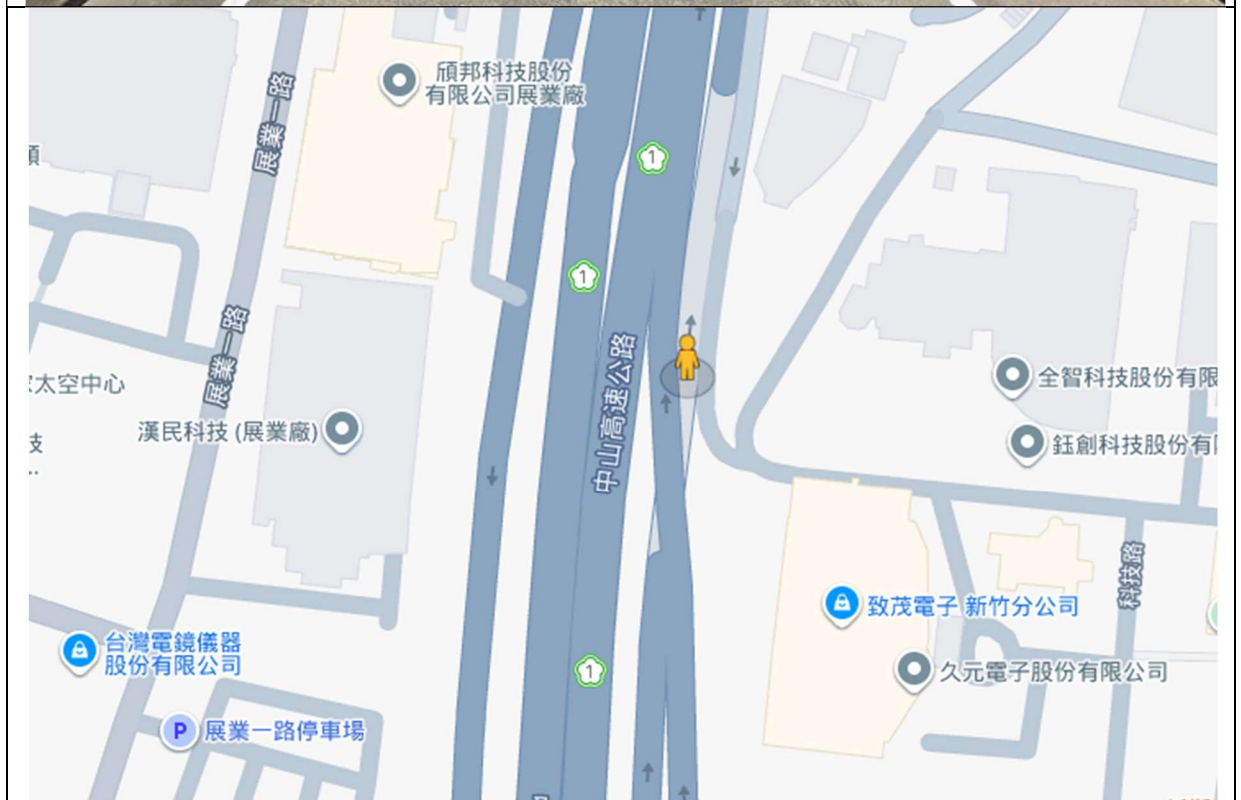 頎邦科技股份
有限公司展業廠
展業一路
1
1
展業一路
中山高速公路
太空中心
全智科技股份有限
漢民科技 (展業廠)
技
鈺創科技股份有
..
科技路
致茂電子 新竹分公司
台灣電鏡儀器
股份有限公司
1
久元電子股份有限公司
P
展業一路停車場